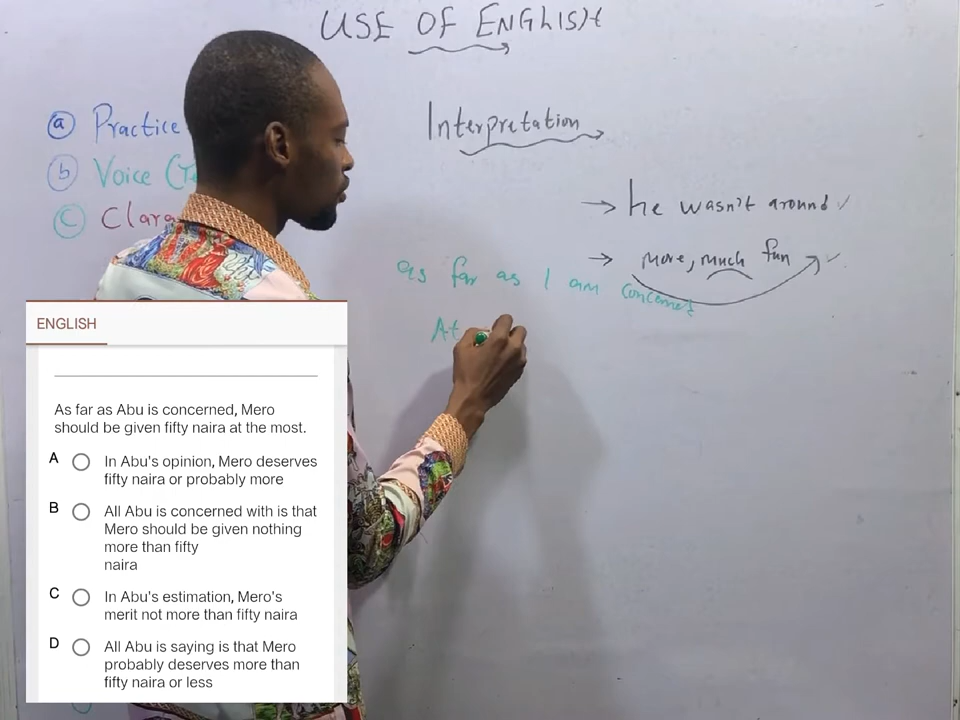 USE OF ENGLISH
Interpretation
ⓐ Practice
ⓑ Voice
Ⓒ
→ he wasn't around ✓
→ More, much fun ✓
as far as I am concerned
At
ENGLISH
As far as Abu is concerned, Mero
should be given fifty naira at the most.
A In Abu's opinion, Mero deserves
fifty naira or probably more
B All Abu is concerned with is that
Mero should be given nothing
more than fifty
naira
C In Abu's estimation, Mero's
merit not more than fifty naira
D All Abu is saying is that Mero
probably deserves more than
fifty naira or less